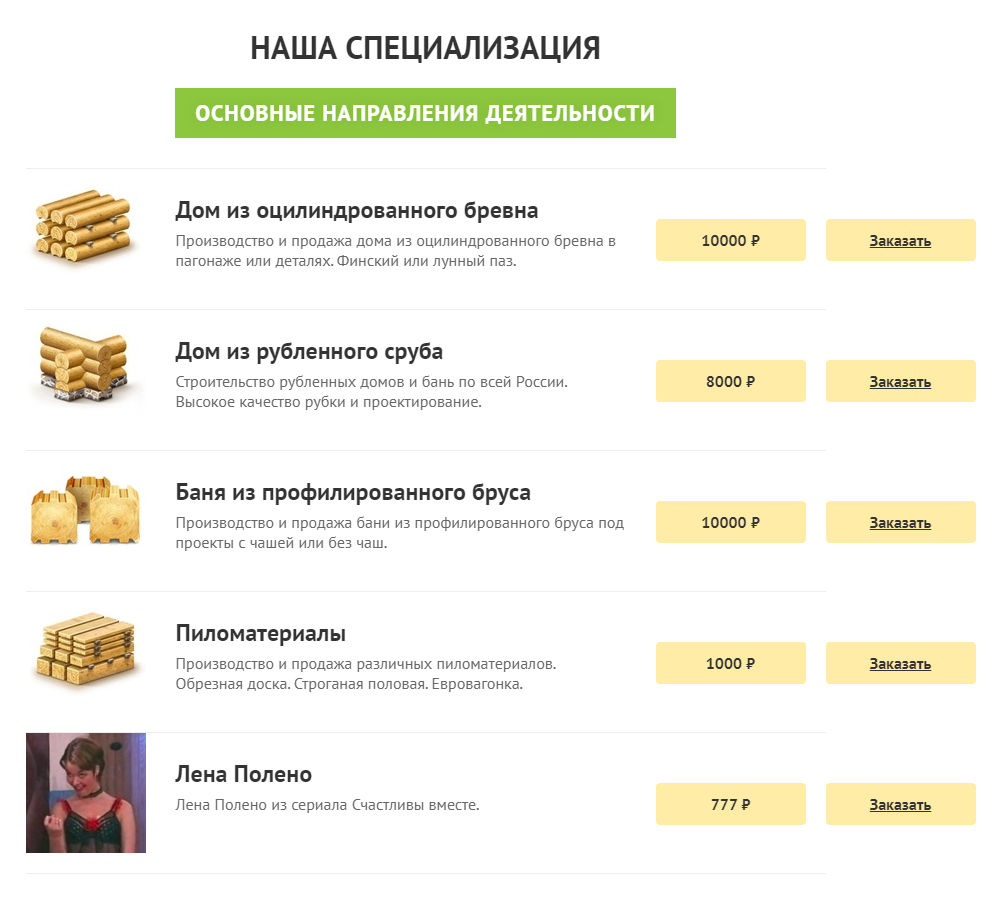 НАША СПЕЦИАЛИЗАЦИЯ
ОСНОВНЫЕ НАПРАВЛЕНИЯ ДЕЯТЕЛЬНОСТИ
Дом из оцилиндрованного бревна
Производство и продажа дома из оцилиндрованного бревна в
пагонаже или деталях. Финский или лунный паз.
10000 ₽
Заказать
Дом из рубленного сруба
Строительство рубленных домов и бань по всей России.
Высокое качество рубки и проектирование.
8000 ₽
Заказать
Баня из профилированного бруса
Производство и продажа бани из профилированного бруса под
проекты с чашей или без чаш.
10000 ₽
Заказать
Пиломатериалы
Производство и продажа различных пиломатериалов.
Обрезная доска. Строганая половая. Евровагонка.
1000 ₽
Заказать
Лена Полено
Лена Полено из сериала Счастливы вместе.
777 ₽
Заказать